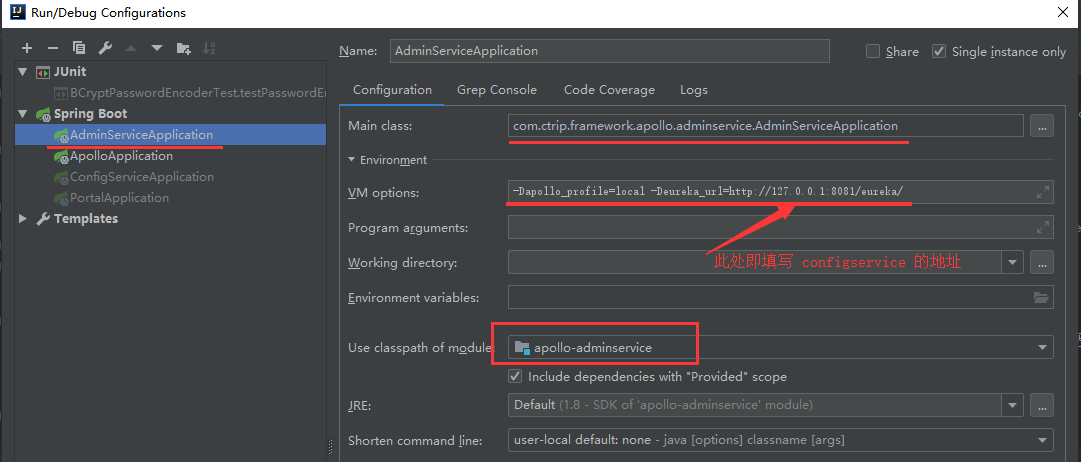 Run/Debug Configurations
Name: AdminServiceApplication Share Single instance only
JUnit
BCryptPasswordEncoderTest.testPasswordEn
Spring Boot
AdminServiceApplication
ApolloApplication
ConfigServiceApplication
PortalApplication
Templates
Configuration Grep Console Code Coverage Logs
Main class: com.ctrip.framework.apollo.adminservice.AdminServiceApplication ...
Environment
VM options: -Dapollo_profile=local -Deureka_url=http://127.0.0.1:8081/eureka/
Program arguments:
此处即填写 configservice 的地址
Working directory: ...
Environment variables:
Use classpath of module: apollo-adminservice
Include dependencies with "Provided" scope
JRE: Default (1.8 - SDK of 'apollo-adminservice' module) ...
Shorten command line: user-local default: none - java [options] classname [args]